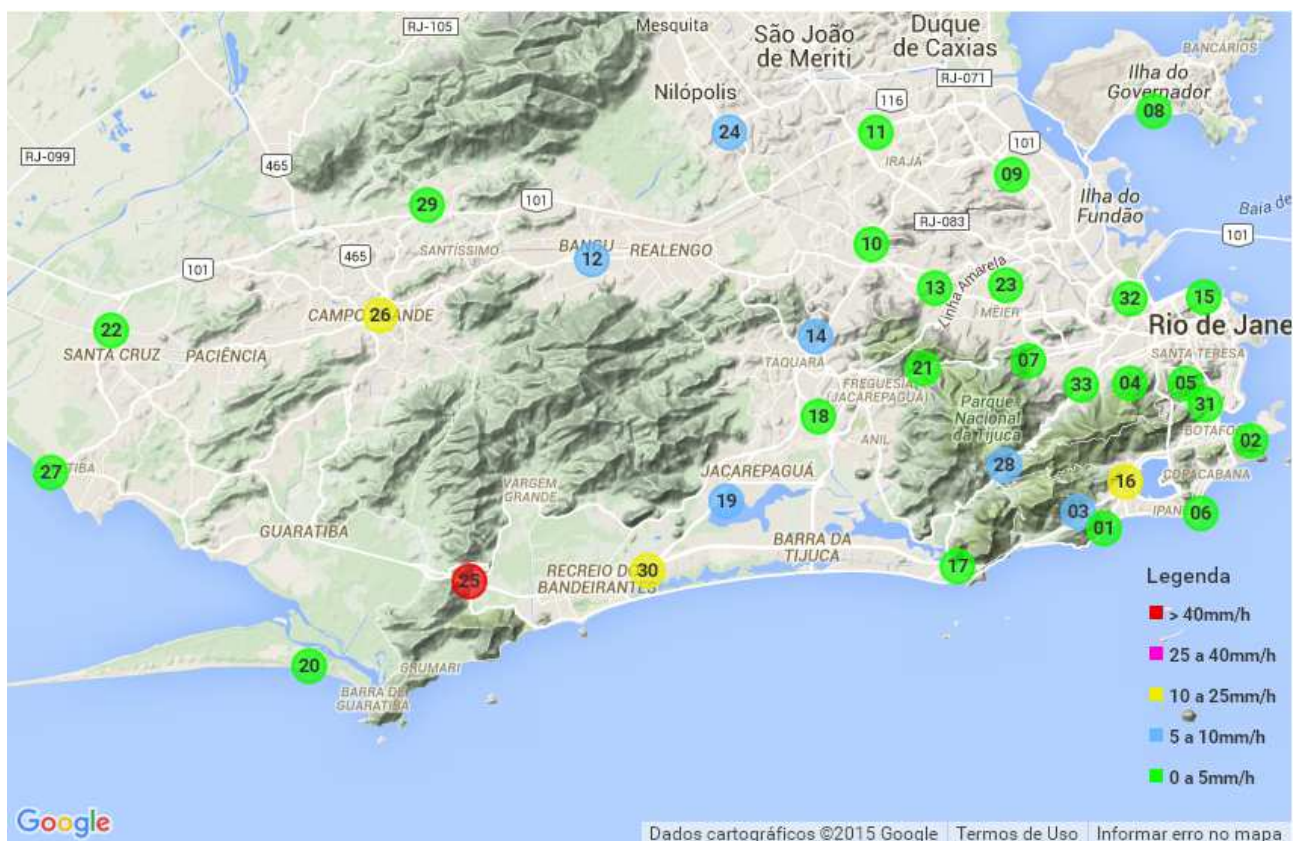 RJ-105
Mesquita
São João
de Meriti
Duque
de Caxias
BANCÁRIOS
RJ-071
Ilha do
Governador
Nilópolis
116
08
24
11
IRAJÁ
101
RJ-099
465
09
Ilha do
Fundão
29
101
RJ-083
Baia de
101
SANTÍSSIMO
BANGU
REALENGO
10
465
12
101
13
Linha Amarela
23
MÉIER
32
15
CAMPO GRANDE
26
22
14
Rio de Jane
SANTA CRUZ
PACIÊNCIA
TAQUARA
SANTA TERESA
21
07
FREGUESIA
(JACAREPAGUÁ)
33
04
05
31
Parque
Nacional
da Tijuca
18
BOTAFO
02
ANIL
27
TIBA
28
COPACABANA
JACAREPAGUÁ
16
VARGEM
GRANDE
19
03
IPAN
06
01
GUARATIBA
BARRA DA
TIJUCA
17
25
RECREIO DOS
BANDEIRANTES
30
Legenda
> 40mm/h
25 a 40mm/h
10 a 25mm/h
5 a 10mm/h
0 a 5mm/h
20
GRUMARI
BARRA DE
GUARATIBA
Google
Dados cartográficos ©2015 Google
Termos de Uso
Informar erro no mapa